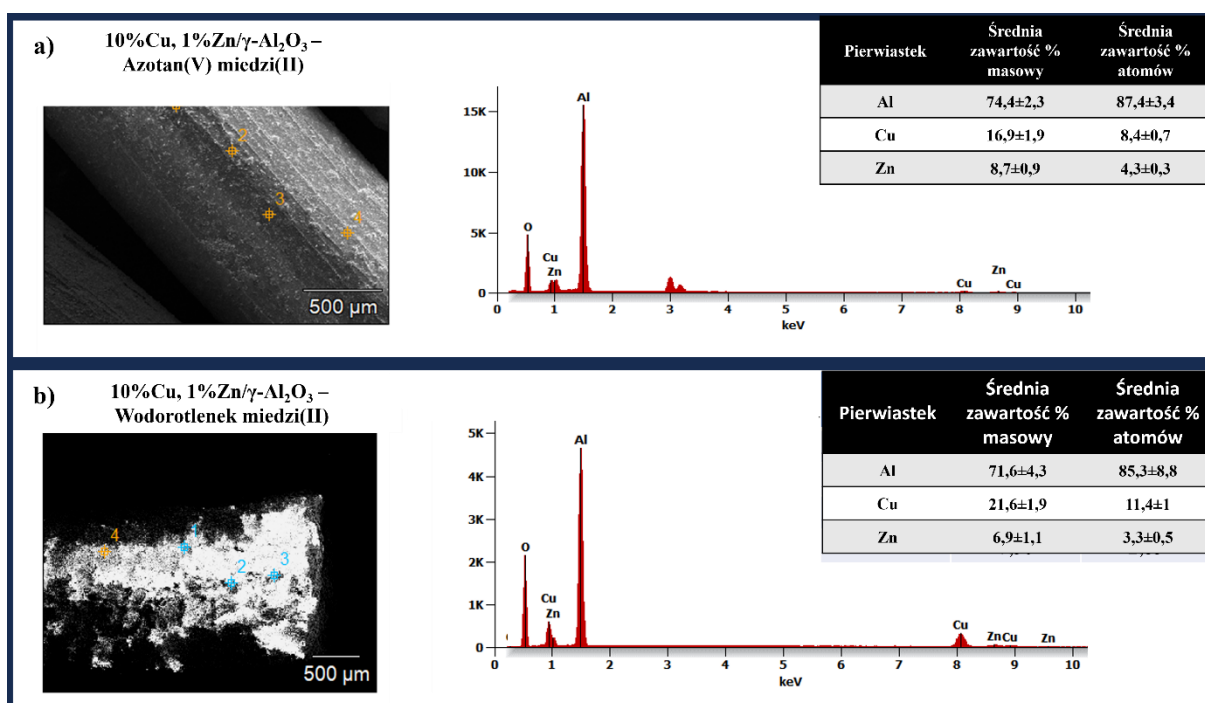 a)
10%Cu, 1%Zn/γ-Al₂O₃ –
Azotan(V) miedzi(II)
2
3
4
500 µm
15K
10K
5K
0
O
Cu
Zn
Al
Cu
Zn
Cu
0 1 2 3 4 5 6 7 8 9 10
keV
Pierwiastek Średnia zawartość % masowy Średnia zawartość % atomów
Al 74,4±2,3 87,4±3,4
Cu 16,9±1,9 8,4±0,7
Zn 8,7±0,9 4,3±0,3
b)
10%Cu, 1%Zn/γ-Al₂O₃ –
Wodorotlenek miedzi(II)
4
1
2
3
500 µm
5K
4K
3K
2K
1K
0
O
Cu
Zn
Al
Cu
Zn Cu
Zn
0 1 2 3 4 5 6 7 8 9 10
keV
Pierwiastek Średnia zawartość % masowy Średnia zawartość % atomów
Al 71,6±4,3 85,3±8,8
Cu 21,6±1,9 11,4±1
Zn 6,9±1,1 3,3±0,5